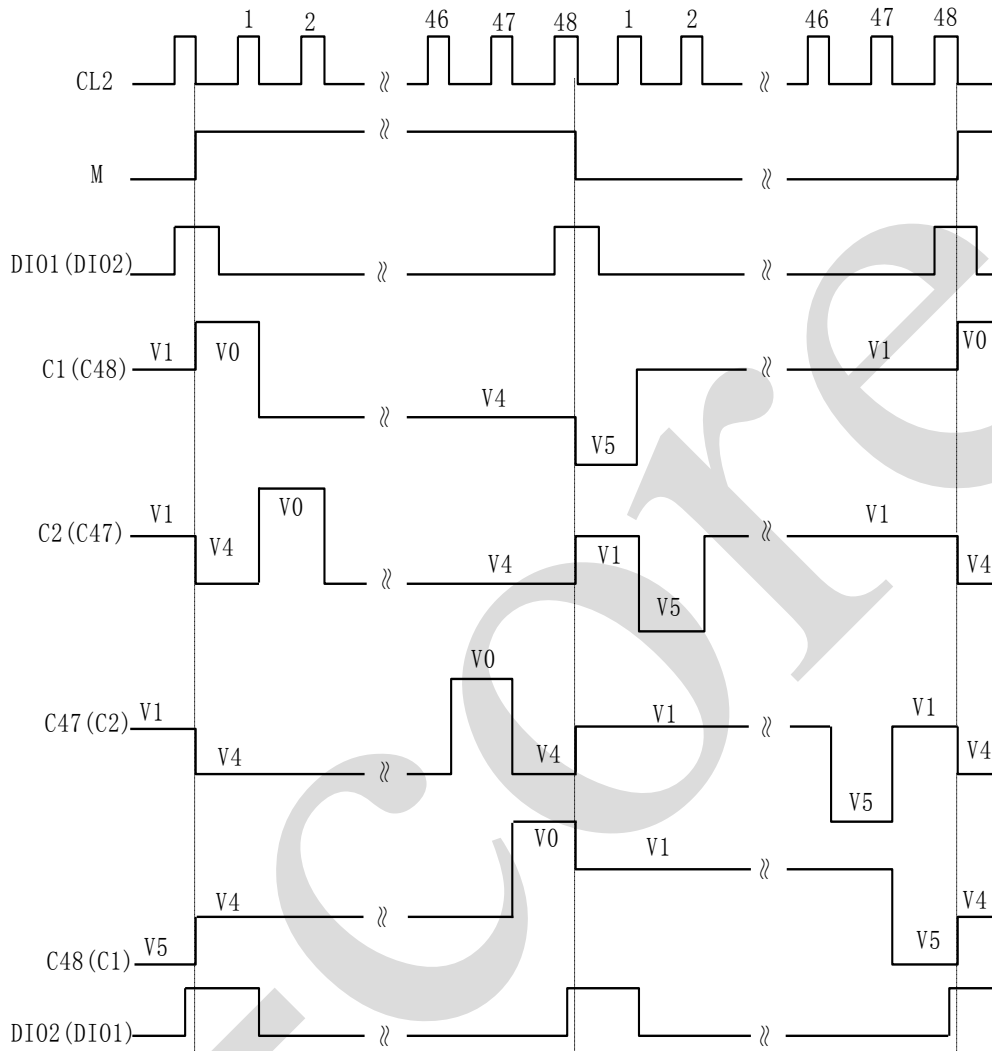 1 2 46 47 48 1 2 46 47 48
CL2
M
DIO1(DIO2)
C1(C48) V1 V0 V4 V5 V1 V0
C2(C47) V1 V4 V0 V4 V1 V5 V1 V4
C47(C2) V1 V4 V0 V4 V1 V5 V1 V4
C48(C1) V5 V4 V0 V1 V5 V4
DIO2(DIO1)
-core